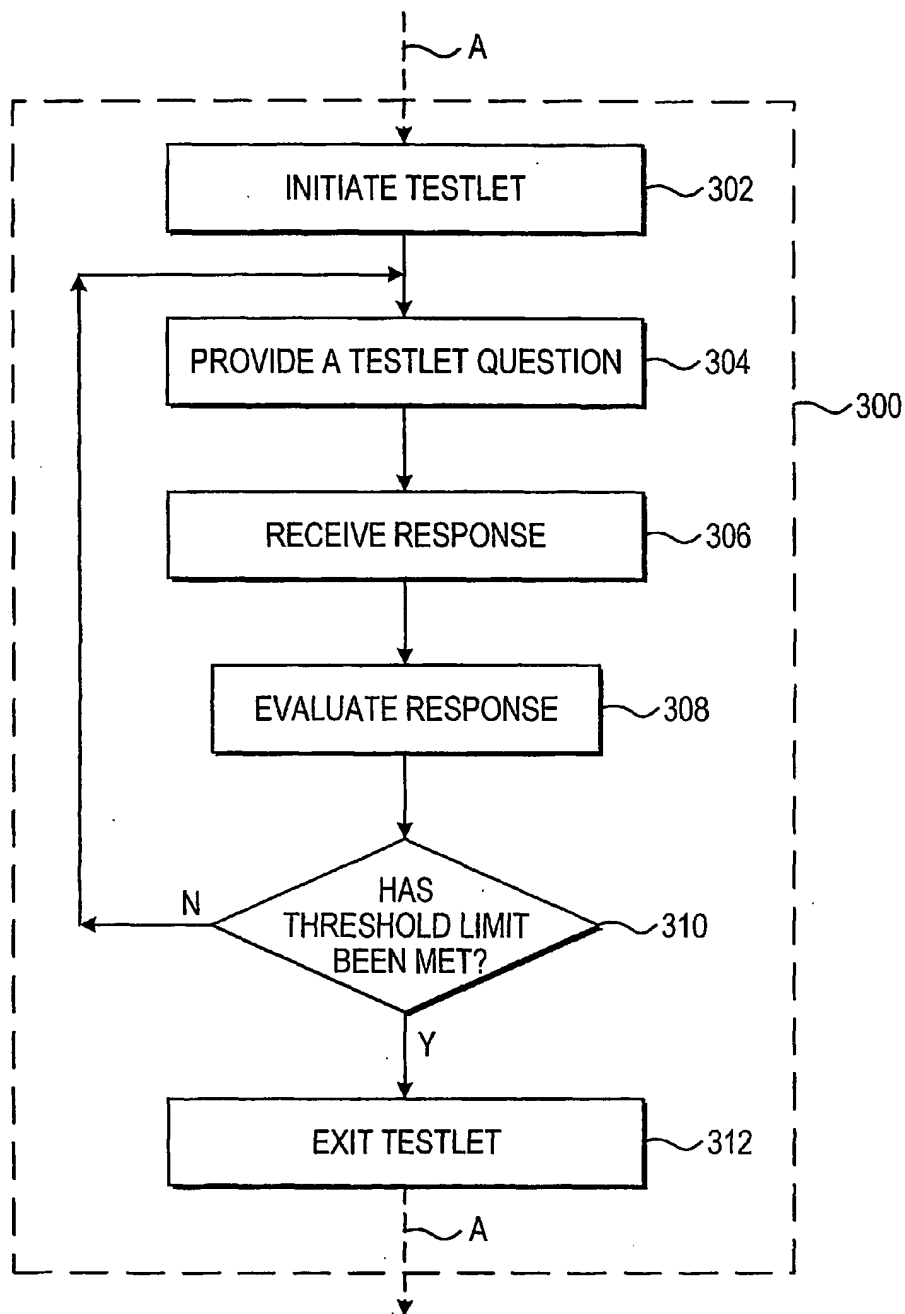 A
INITIATE TESTLET
302
PROVIDE A TESTLET QUESTION
304
300
RECEIVE RESPONSE
306
EVALUATE RESPONSE
308
N
HAS
THRESHOLD LIMIT
BEEN MET?
310
Y
EXIT TESTLET
312
A